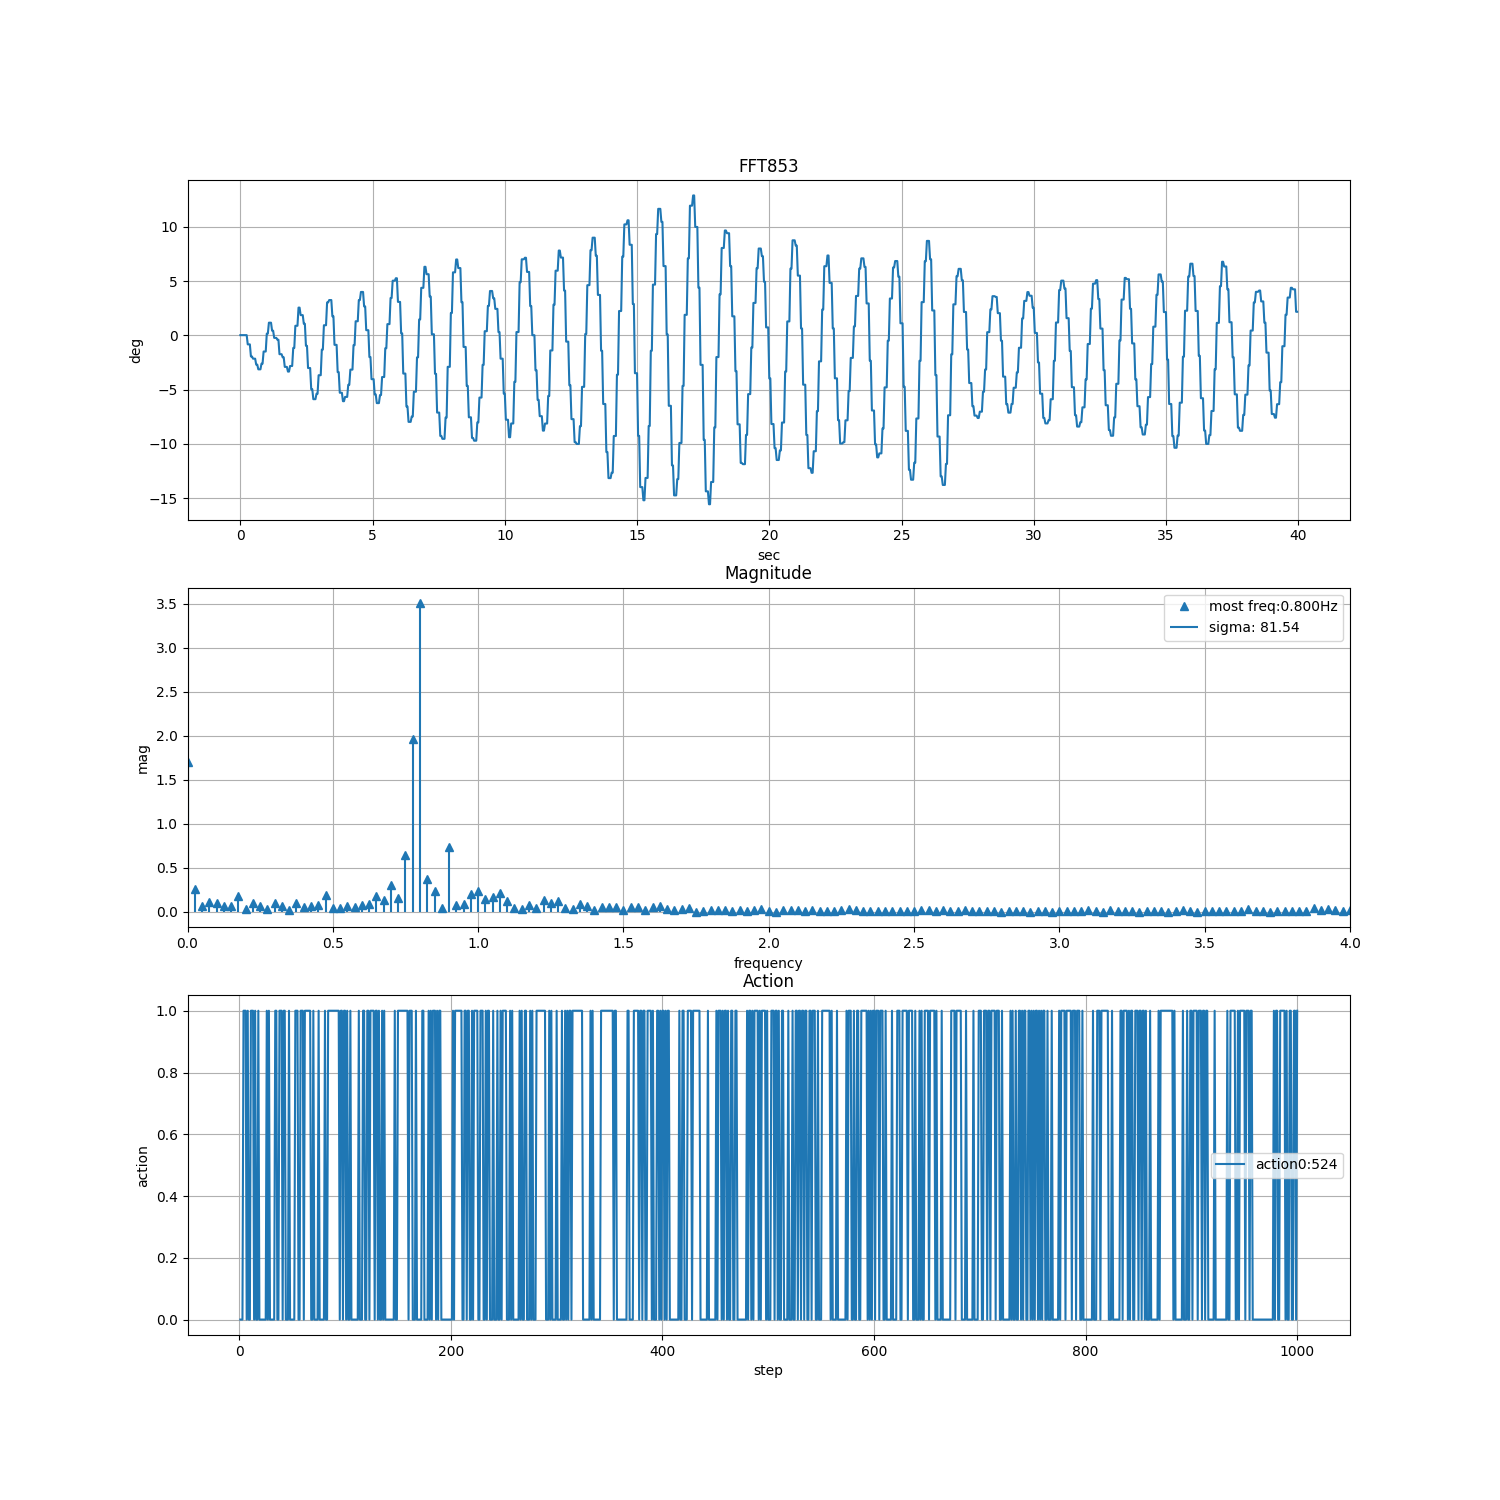 FFT853
10
5
0
−5
−10
−15
deg
0 5 10 15 20 25 30 35 40
sec
Magnitude
most freq:0.800Hz
sigma: 81.54
3.5
3.0
2.5
2.0
1.5
1.0
0.5
0.0
mag
0.0 0.5 1.0 1.5 2.0 2.5 3.0 3.5 4.0
frequency
Action
1.0
0.8
0.6
0.4
0.2
0.0
action
action0:524
0 200 400 600 800 1000
step